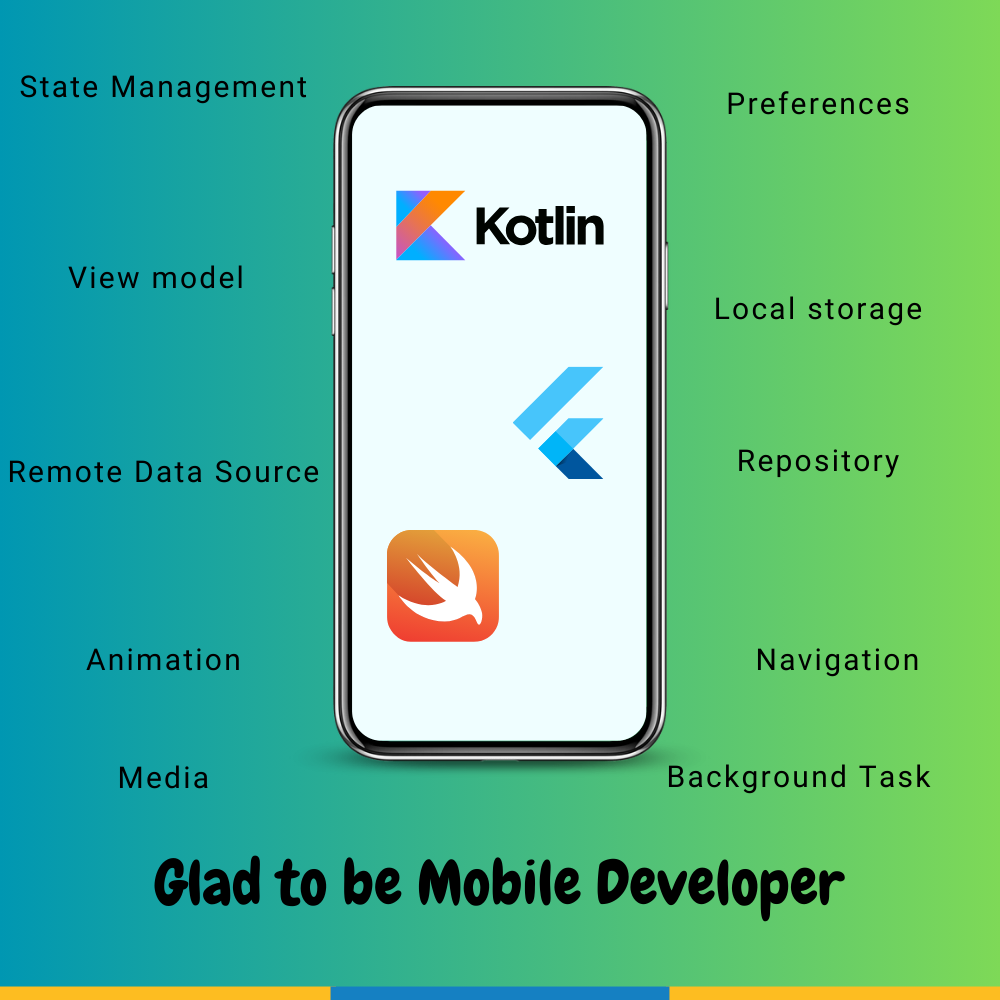 State Management
Preferences
Kotlin
View model
Local storage
Remote Data Source
Repository
Animation
Navigation
Media
Background Task
Glad to be Mobile Developer